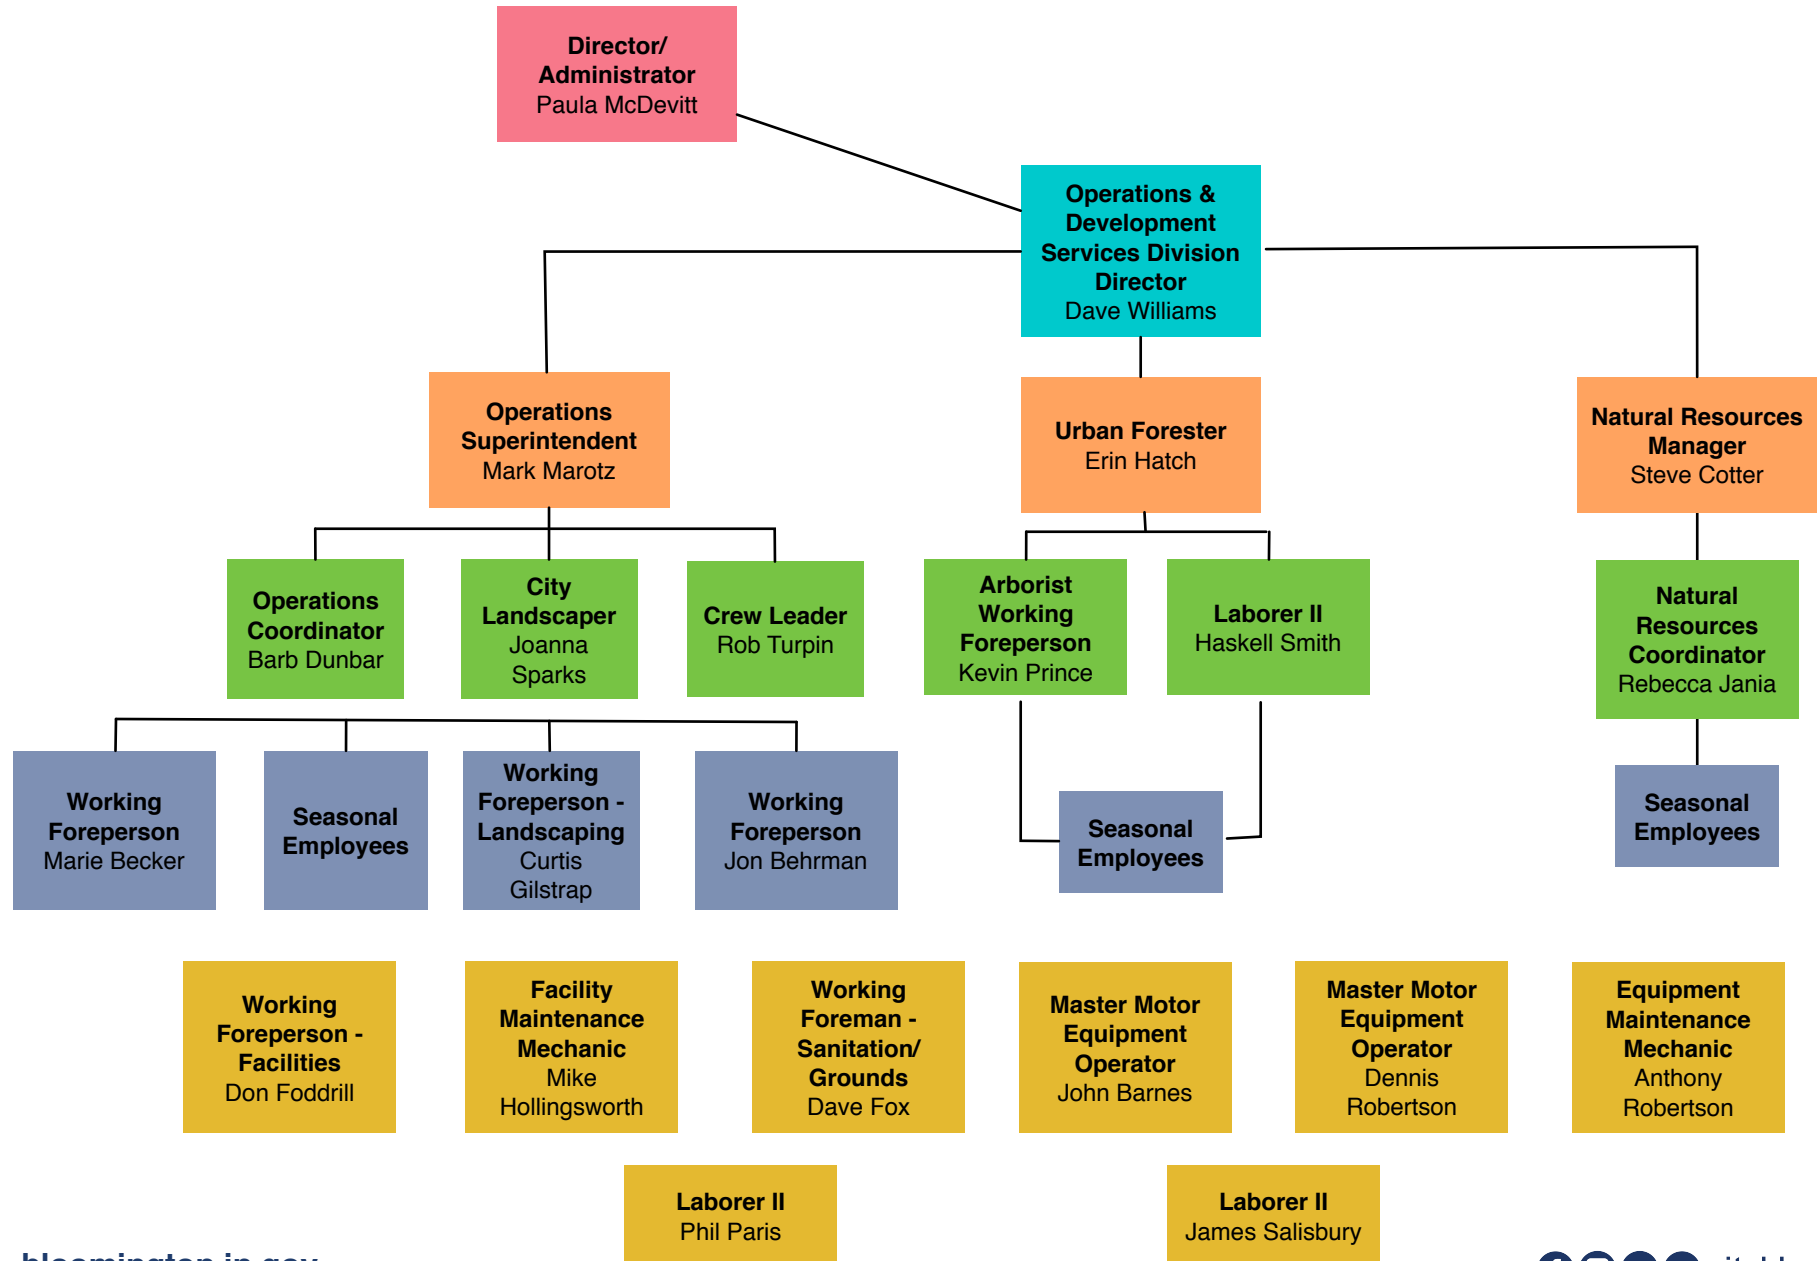 Director/
Administrator
Paula McDevitt
Operations &
Development
Services Division
Director
Dave Williams
Operations
Superintendent
Mark Marotz
Urban Forester
Erin Hatch
Natural Resources
Manager
Steve Cotter
Operations
Coordinator
Barb Dunbar
City
Landscaper
Joanna
Sparks
Crew Leader
Rob Turpin
Arborist
Working
Foreperson
Kevin Prince
Laborer II
Haskell Smith
Natural
Resources
Coordinator
Rebecca Jania
Working
Foreperson
Marie Becker
Seasonal
Employees
Working
Foreperson -
Landscaping
Curtis
Gilstrap
Working
Foreperson
Jon Behrman
Seasonal
Employees
Seasonal
Employees
Working
Foreperson -
Facilities
Don Foddrill
Facility
Maintenance
Mechanic
Mike
Hollingsworth
Working
Foreman -
Sanitation/
Grounds
Dave Fox
Master Motor
Equipment
Operator
John Barnes
Master Motor
Equipment
Operator
Dennis
Robertson
Equipment
Maintenance
Mechanic
Anthony
Robertson
Laborer II
Phil Paris
Laborer II
James Salisbury
bloomington.in.gov